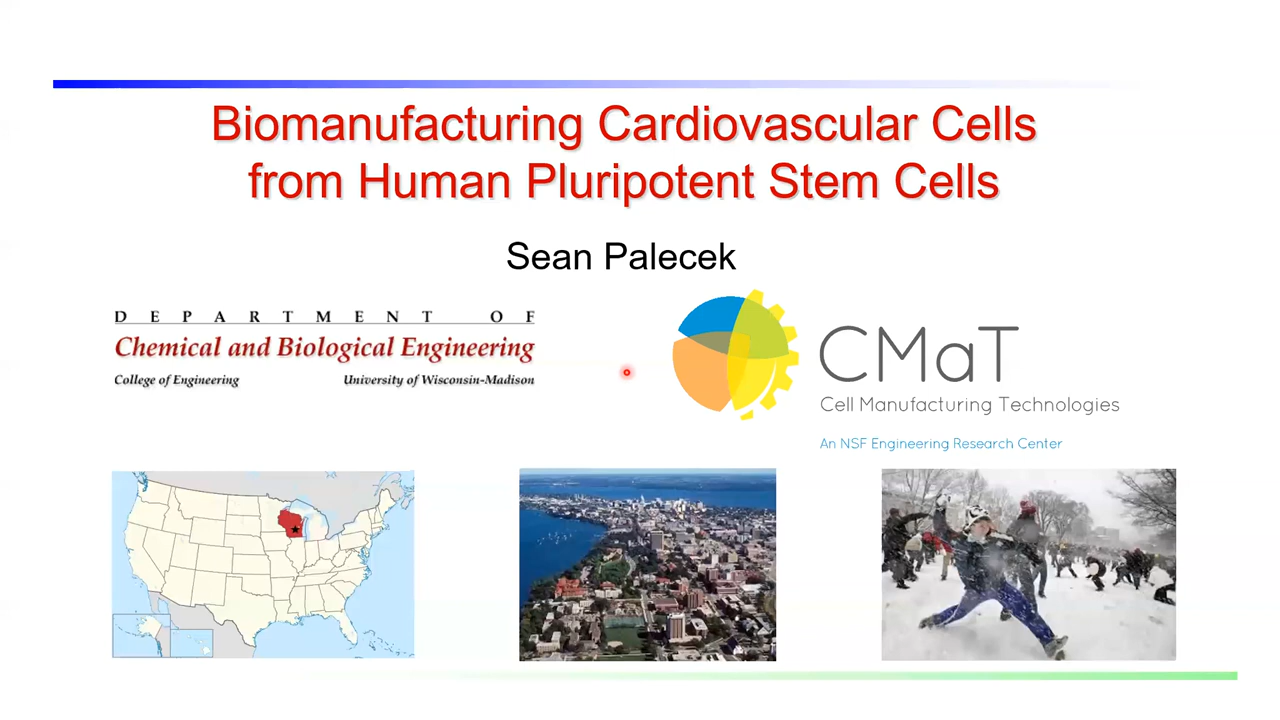 Biomanufacturing Cardiovascular Cells
from Human Pluripotent Stem Cells
Sean Palecek
DEPARTMENT OF
Chemical and Biological Engineering
College of Engineering University of Wisconsin-Madison
CMaT
Cell Manufacturing Technologies
An NSF Engineering Research Center